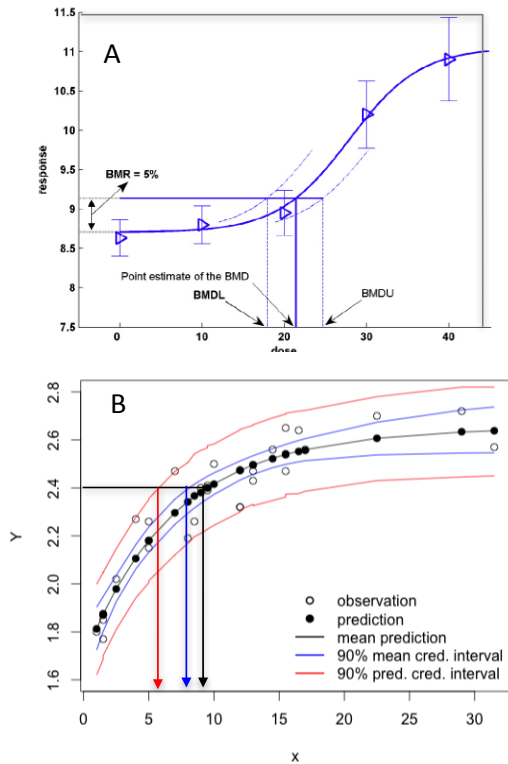 A
11.5
11
10.5
10
9.5
9
8.5
8
7.5
response
BMR = 5%
Point estimate of the BMD
BMDL
BMDU
0 10 20 30 40
dose
B
2.8
2.6
2.4
2.2
2.0
1.8
1.6
Y
observation
prediction
mean prediction
90% mean cred. interval
90% pred. cred. interval
0 5 10 15 20 25 30
x